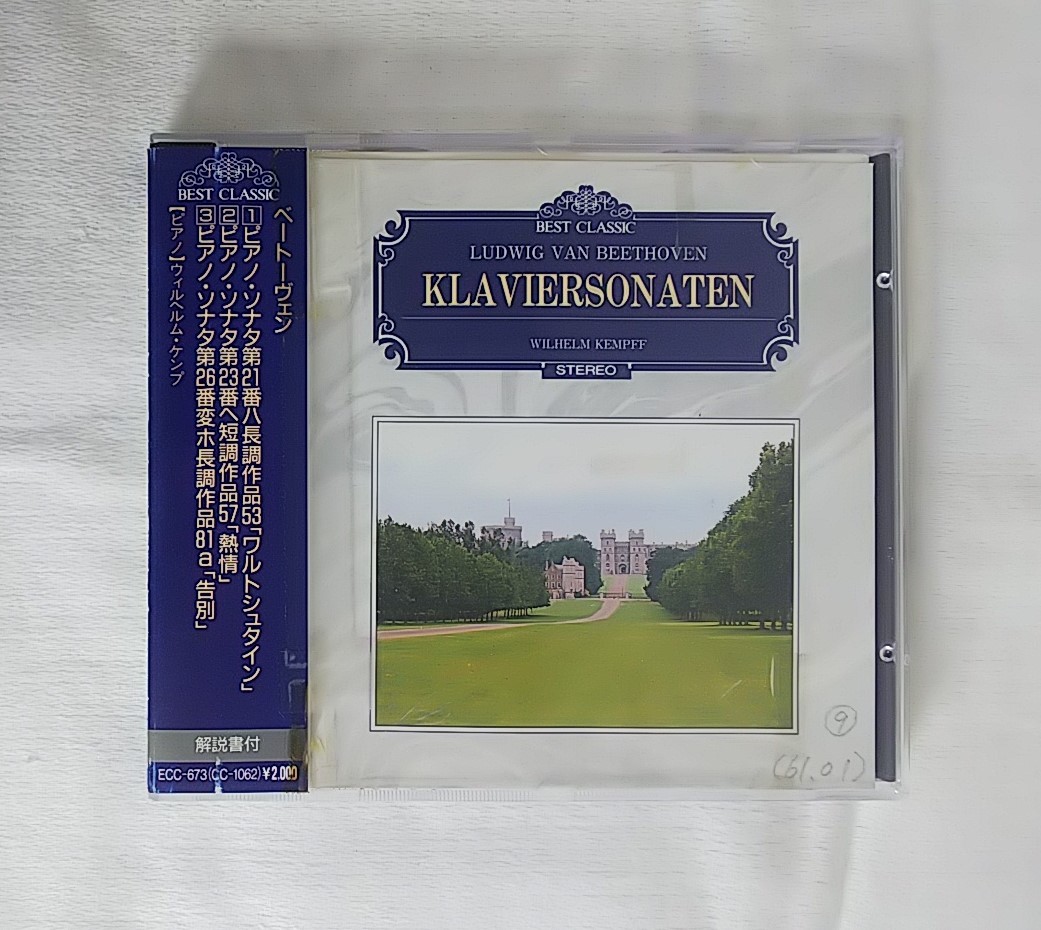 BEST CLASSIC
ベートーヴェン
1ピアノ・ソナタ第21番ハ長調作品53「ワルトシュタイン」
2ピアノ・ソナタ第23番ヘ短調作品57「熱情」
3ピアノ・ソナタ第26番変ホ長調作品81a「告別」
【ピアノ】ウィルヘルム・ケンプ
解説書付
ECC-673(CC-1062)¥2,000
BEST CLASSIC
LUDWIG VAN BEETHOVEN
KLAVIERSONATEN
WILHELM KEMPFF
STEREO
9
(61.01)